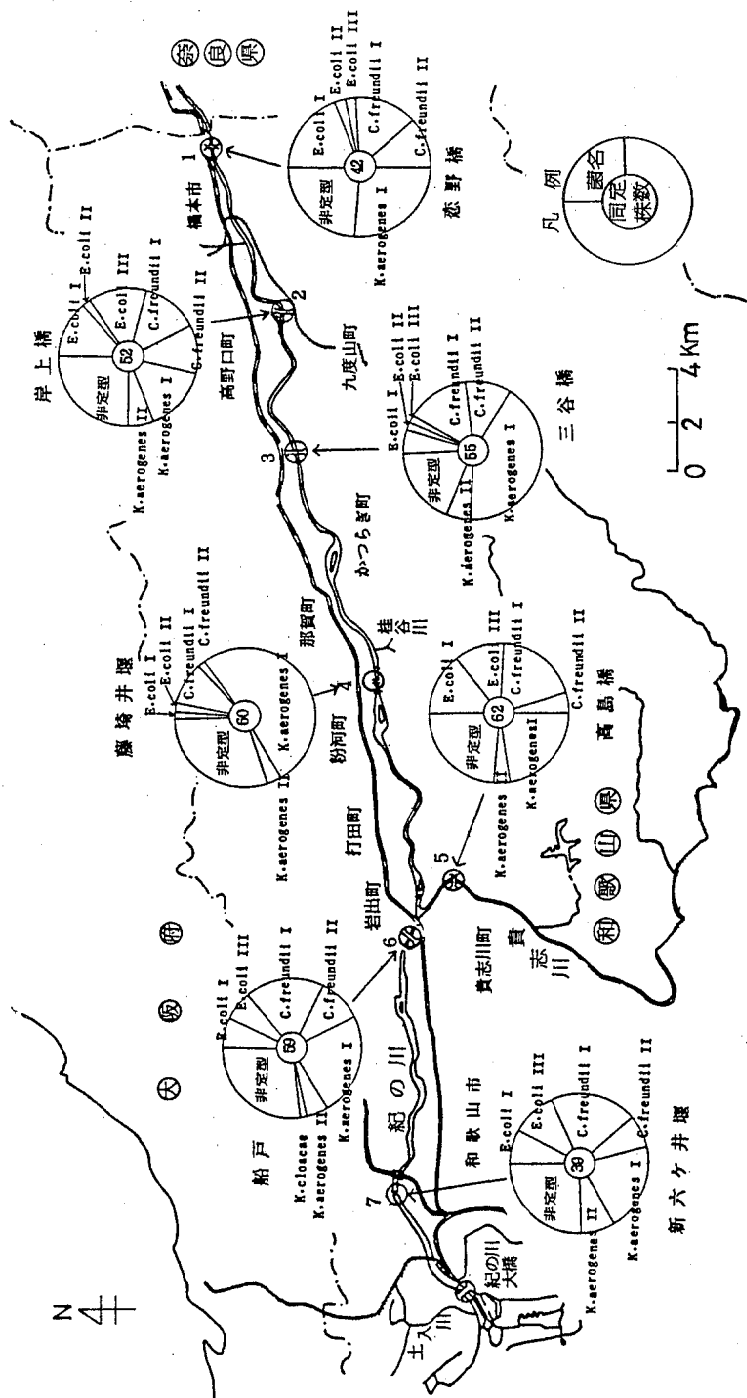 N
大阪府
奈良県
和歌山県
岸上橋
E.coli I
E.coli II
E.coli III
C.freundii I
C.freundii II
K.aerogenes I
K.aerogenes II
非定型
52
藤埼井堰
E.coli I
E.coli II
C.freundii I
C.freundii II
K.aerogenes I
K.aerogenes II
非定型
60
船戸
E.coli I
E.coli III
C.freundii I
C.freundii II
K.aerogenes I
K.aerogenes II
K.cloacae
非定型
59
1
2
3
4
5
6
7
橋本市
高野口町
九度山町
かつらぎ町
那賀町
桂谷川
粉河町
打田町
岩出町
貴志川町
貴志川
紀の川
和歌山市
紀の川
大橋
土入川
E.coli I
E.coli II
E.coli III
C.freundii I
C.freundii II
K.aerogenes I
非定型
42
恋野橋
E.coli I
E.coli II
E.coli III
C.freundii I
C.freundii II
K.aerogenes I
K.aerogenes II
非定型
55
三谷橋
E.coli I
E.coli III
C.freundii I
C.freundii II
K.aerogenes I
K.aerogenes II
非定型
62
高島橋
E.coli I
E.coli III
C.freundii I
C.freundii II
K.aerogenes I
K.aerogenes II
非定型
39
新六ケ井堰
凡例
菌名
同定
株数
0 2 4 Km